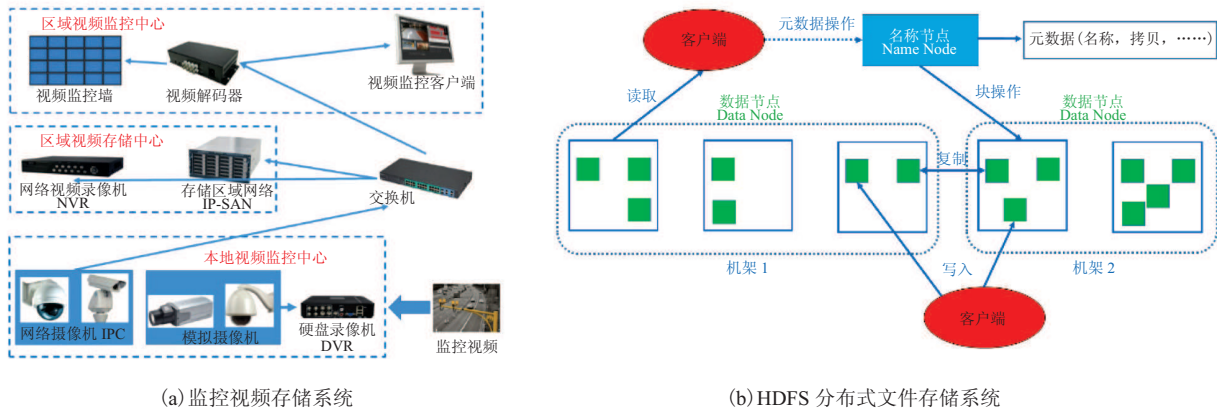 区域视频监控中心
视频监控墙
视频解码器
视频监控客户端
区域视频存储中心
网络视频录像机
NVR
存储区域网络
IP-SAN
交换机
本地视频监控中心
网络摄像机 IPC
模拟摄像机
硬盘录像机
DVR
监控视频
(a) 监控视频存储系统
客户端
元数据操作
名称节点
Name Node
元数据(名称，拷贝，……)
读取
块操作
数据节点
Data Node
数据节点
Data Node
复制
机架 1
写入
机架 2
客户端
(b) HDFS 分布式文件存储系统